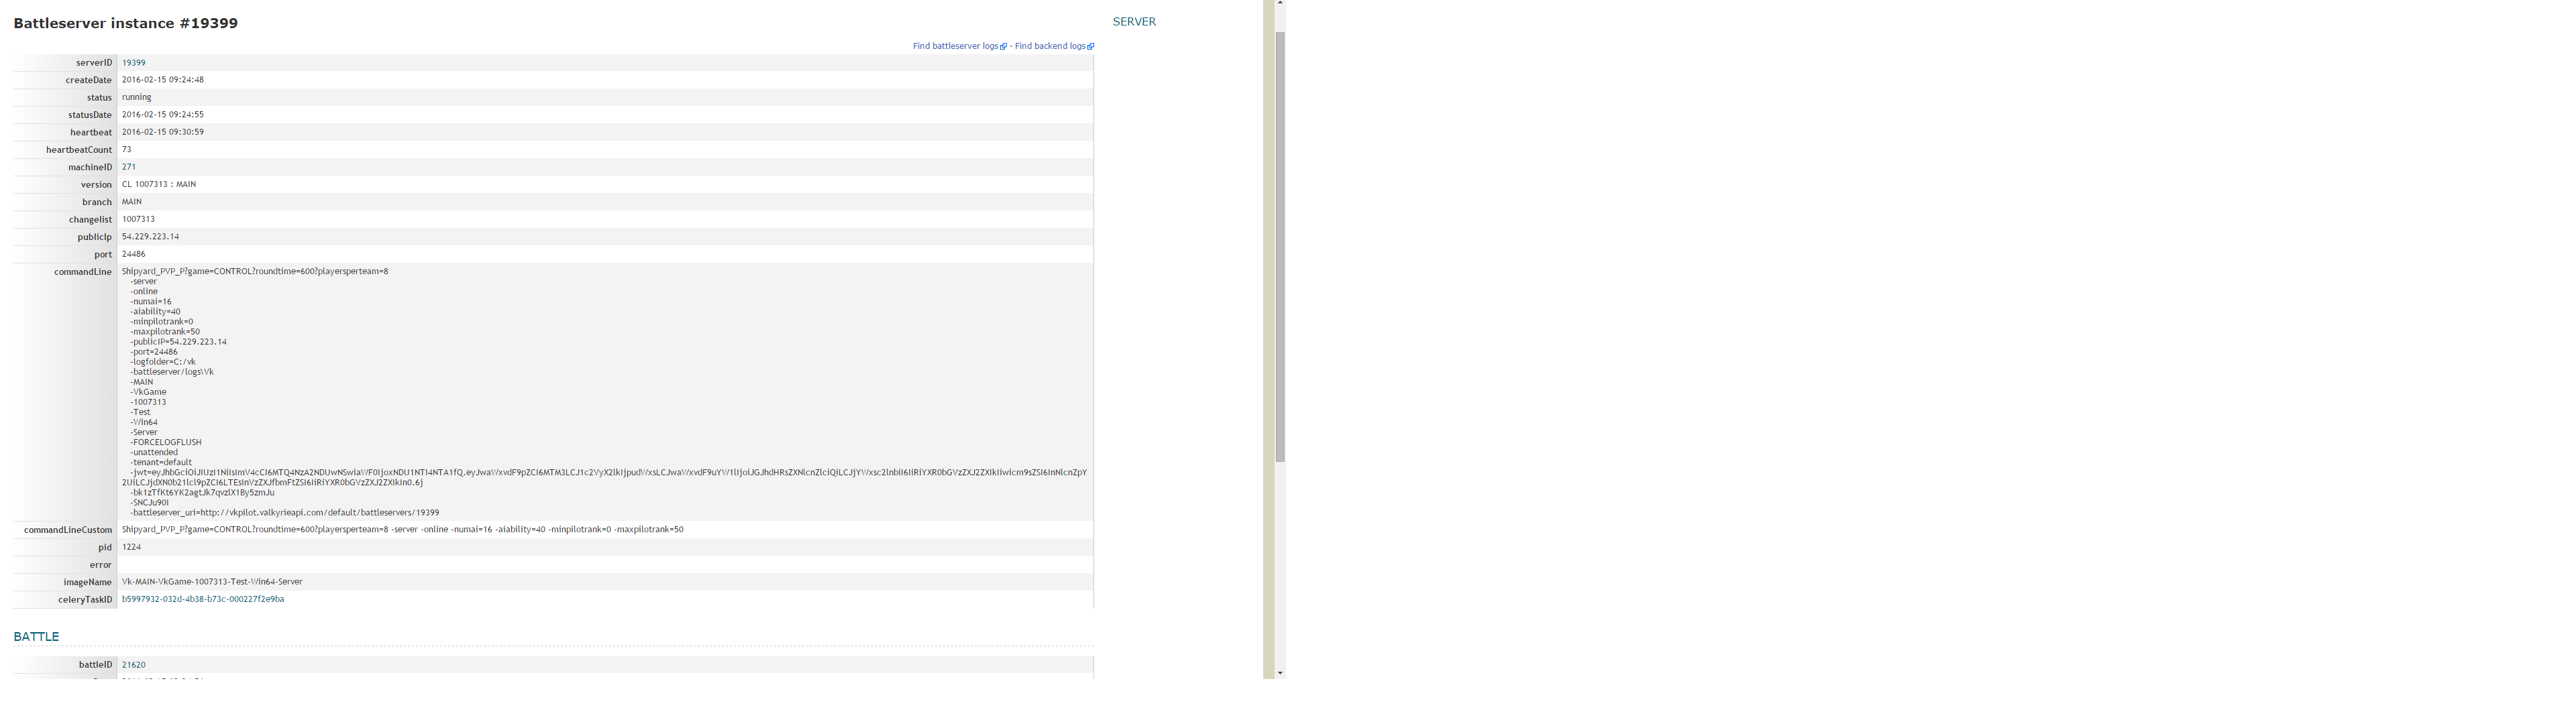 Battleserver instance #19399
SERVER
Find battleserver logs · Find backend logs
serverID 19399
createDate 2016-02-15 09:24:48
status running
statusDate 2016-02-15 09:24:55
heartbeat 2016-02-15 09:30:59
heartbeatCount 73
machineID 271
version CL 1007313 : MAIN
branch MAIN
changelist 1007313
publicIp 54.229.223.14
port 24486
commandLine Shipyard_PVP_P?game=CONTROL?roundtime=600?playersperteam=8
-server
-online
-numai=16
-aiability=40
-minpilotrank=0
-maxpilotrank=50
-publicIP=54.229.223.14
-port=24486
-logfolder=C:/vk
-battleserver/logs\Vk
-MAIN
-VkGame
-1007313
-Test
-Win64
-Server
-FORCELOGFLUSH
-unattended
-tenant=default
-bk1zTfKt6YK2agtJk7qvzlX1By5zmJu
-SNCJu90I
-battleserver_uri=http://vkpilot.valkyrieapi.com/default/battleservers/19399
commandLineCustom Shipyard_PVP_P?game=CONTROL?roundtime=600?playersperteam=8 -server -online -numai=16 -aiability=40 -minpilotrank=0 -maxpilotrank=50
pid 1224
error
imageName Vk-MAIN-VkGame-1007313-Test-Win64-Server
celeryTaskID b5997932-032d-4b38-b73c-000227f2e9ba
BATTLE
battleID 21620